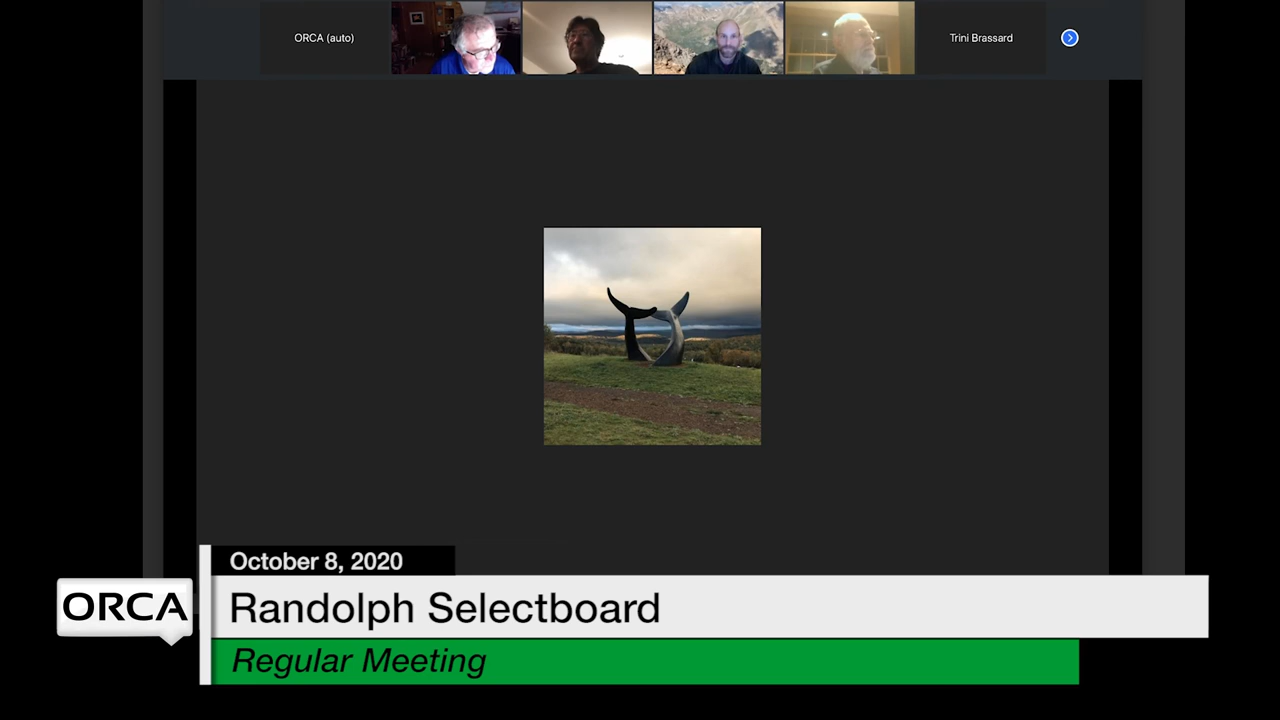 ORCA (auto)
Trini Brassard
October 8, 2020
ORCA
Randolph Selectboard
Regular Meeting